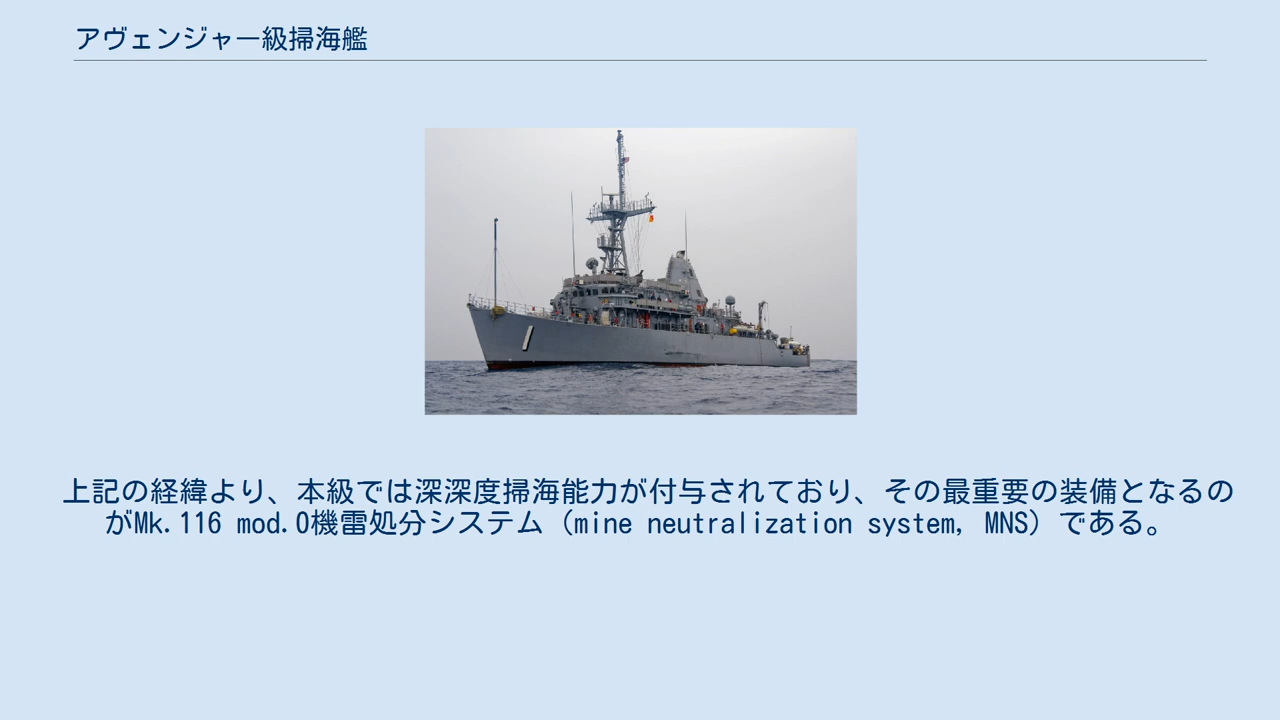 アヴェンジャー級掃海艦
1
上記の経緯より、本級では深深度掃海能力が付与されており、その最重要の装備となるの
がMk.116 mod.0機雷処分システム（mine neutralization system, MNS）である。